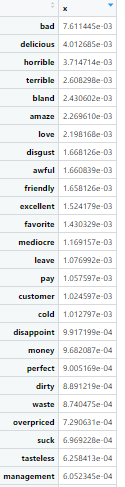 x
bad 7.611445e-03
delicious 4.012685e-03
horrible 3.714714e-03
terrible 2.608298e-03
bland 2.430602e-03
amaze 2.269610e-03
love 2.198168e-03
disgust 1.668126e-03
awful 1.660839e-03
friendly 1.658126e-03
excellent 1.524179e-03
favorite 1.430329e-03
mediocre 1.169157e-03
leave 1.076992e-03
pay 1.057597e-03
customer 1.024597e-03
cold 1.012797e-03
disappoint 9.917199e-04
money 9.682087e-04
perfect 9.005169e-04
dirty 8.891219e-04
waste 8.740475e-04
overpriced 7.290631e-04
suck 6.969228e-04
tasteless 6.258413e-04
management 6.052345e-04